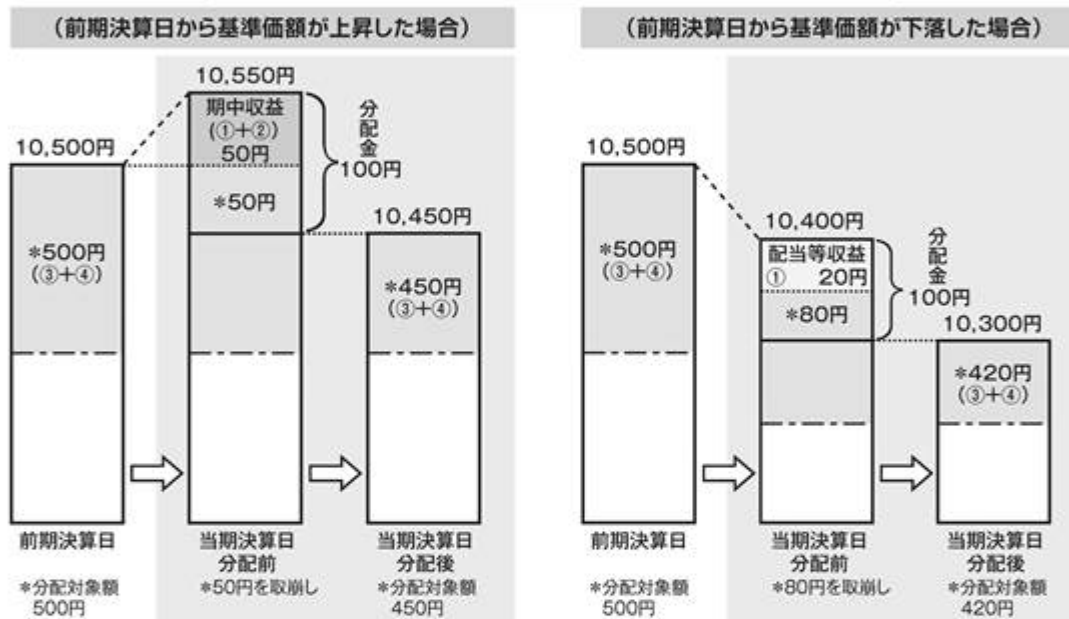 (前期決算日から基準価額が上昇した場合)
10,550円
期中収益
(①+②)
50円
*50円
分配金
100円
10,500円
*500円
(③+④)
10,450円
*450円
(③+④)
前期決算日
*分配対象額
500円
当期決算日
分配前
*50円を取崩し
当期決算日
分配後
*分配対象額
450円
(前期決算日から基準価額が下落した場合)
10,500円
*500円
(③+④)
10,400円
配当等収益
① 20円
*80円
分配金
100円
10,300円
*420円
(③+④)
前期決算日
*分配対象額
500円
当期決算日
分配前
*80円を取崩し
当期決算日
分配後
*分配対象額
420円